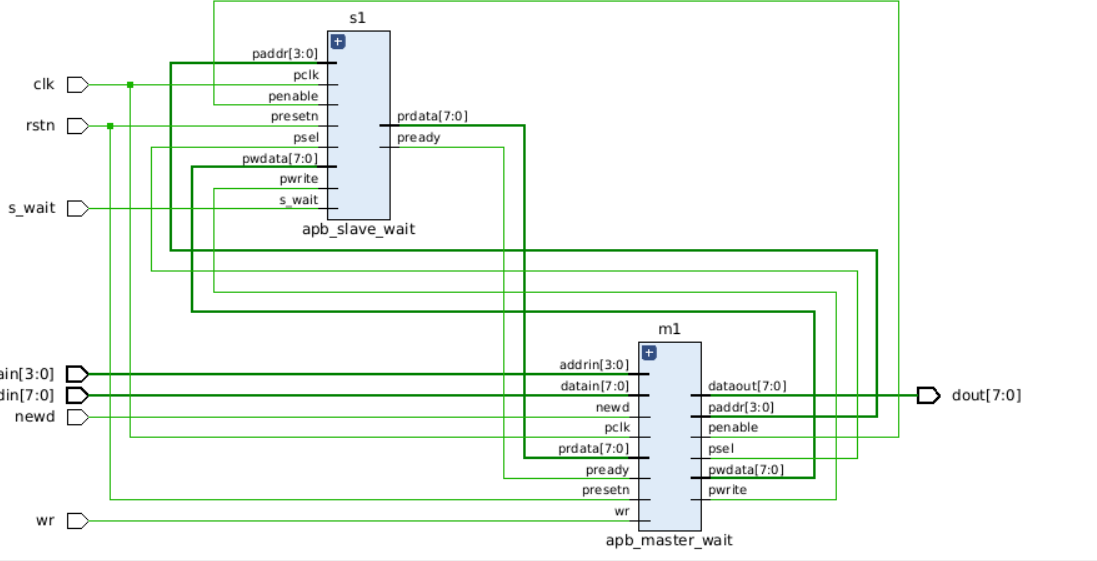 s1
paddr[3:0]
clk
pclk
penable
presetn
prdata[7:0]
rstn
psel
pready
pwdata[7:0]
pwrite
s_wait
s_wait
apb_slave_wait
m1
addrin[3:0]
ain[3:0]
datain[7:0]
dataout[7:0]
din[7:0]
dout[7:0]
newd
paddr[3:0]
newd
pclk
penable
prdata[7:0]
psel
pready
pwdata[7:0]
presetn
pwrite
wr
wr
apb_master_wait